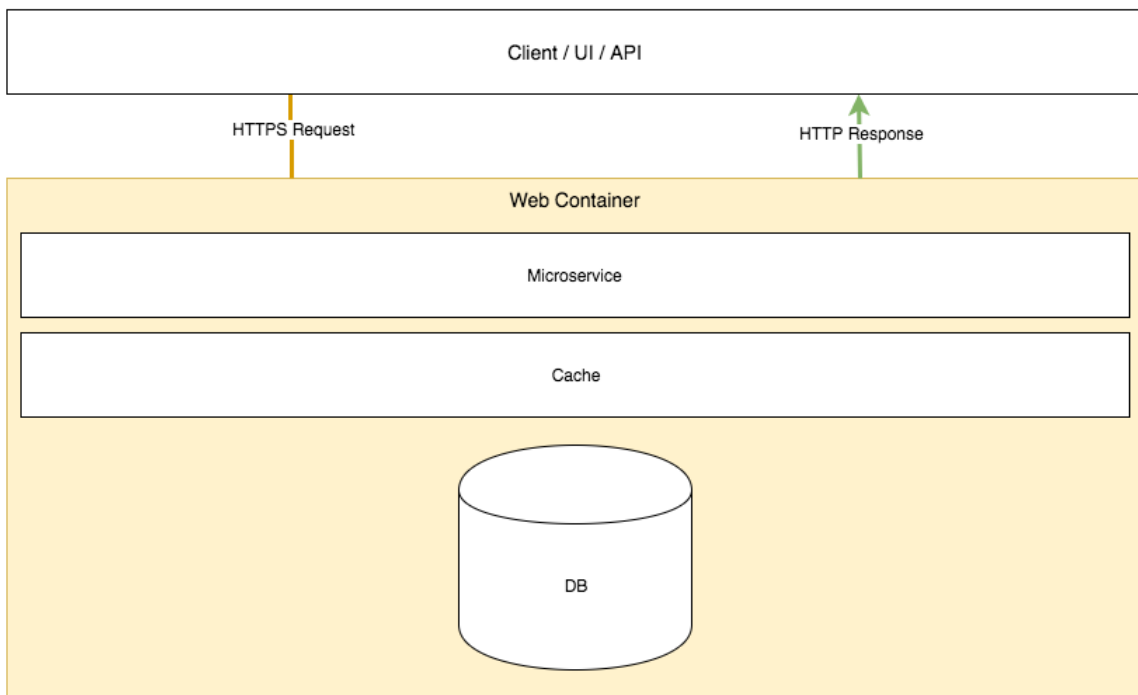 Client / UI / API
HTTPS Request
HTTP Response
Web Container
Microservice
Cache
DB